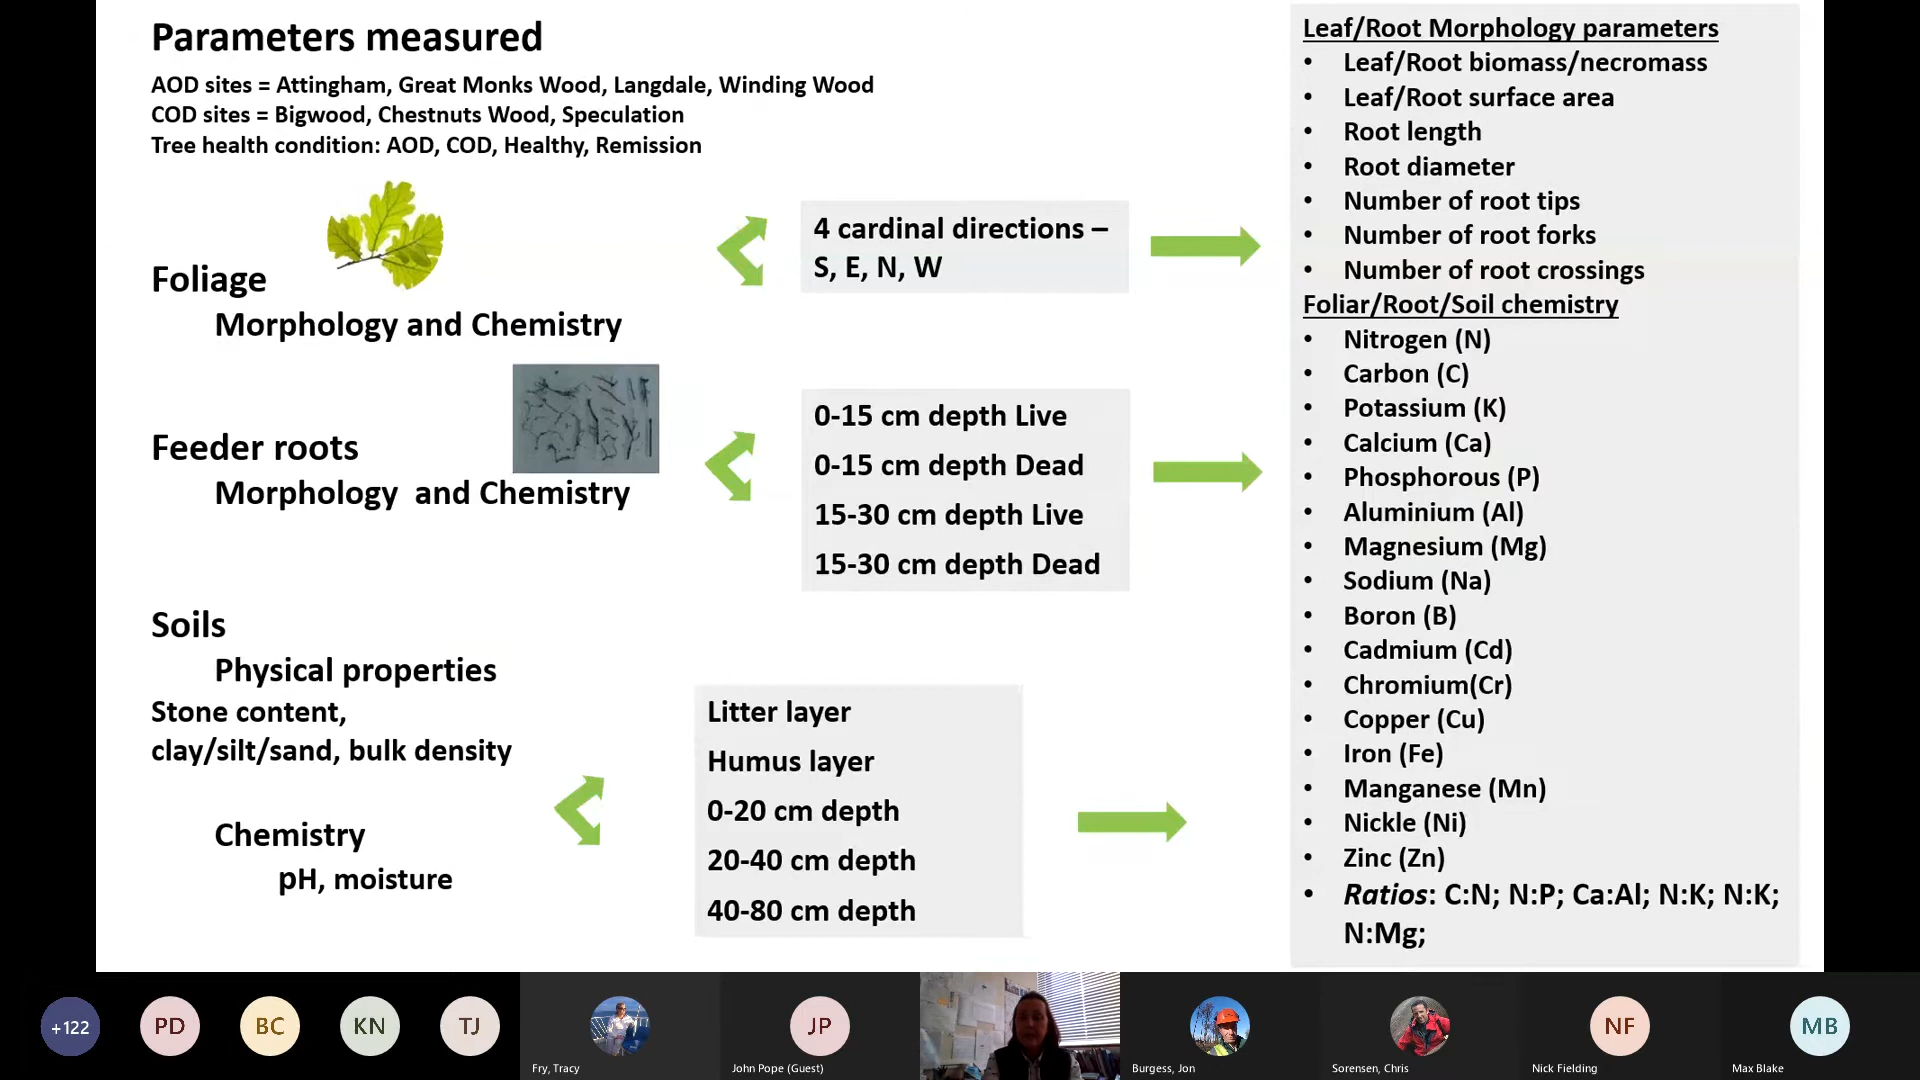 Parameters measured
AOD sites = Attingham, Great Monks Wood, Langdale, Winding Wood
COD sites = Bigwood, Chestnuts Wood, Speculation
Tree health condition: AOD, COD, Healthy, Remission
Foliage
Morphology and Chemistry
4 cardinal directions –
S, E, N, W
Feeder roots
Morphology and Chemistry
0-15 cm depth Live
0-15 cm depth Dead
15-30 cm depth Live
15-30 cm depth Dead
Soils
Physical properties
Stone content,
clay/silt/sand, bulk density
Chemistry
pH, moisture
Litter layer
Humus layer
0-20 cm depth
20-40 cm depth
40-80 cm depth
Leaf/Root Morphology parameters
• Leaf/Root biomass/necromass
• Leaf/Root surface area
• Root length
• Root diameter
• Number of root tips
• Number of root forks
• Number of root crossings
Foliar/Root/Soil chemistry
• Nitrogen (N)
• Carbon (C)
• Potassium (K)
• Calcium (Ca)
• Phosphorous (P)
• Aluminium (Al)
• Magnesium (Mg)
• Sodium (Na)
• Boron (B)
• Cadmium (Cd)
• Chromium(Cr)
• Copper (Cu)
• Iron (Fe)
• Manganese (Mn)
• Nickle (Ni)
• Zinc (Zn)
• Ratios: C:N; N:P; Ca:Al; N:K; N:K;
N:Mg;
+122
PD
BC
KN
TJ
JP
NF
MB
Fry, Tracy
John Pope (Guest)
Burgess, Jon
Sorensen, Chris
Nick Fielding
Max Blake